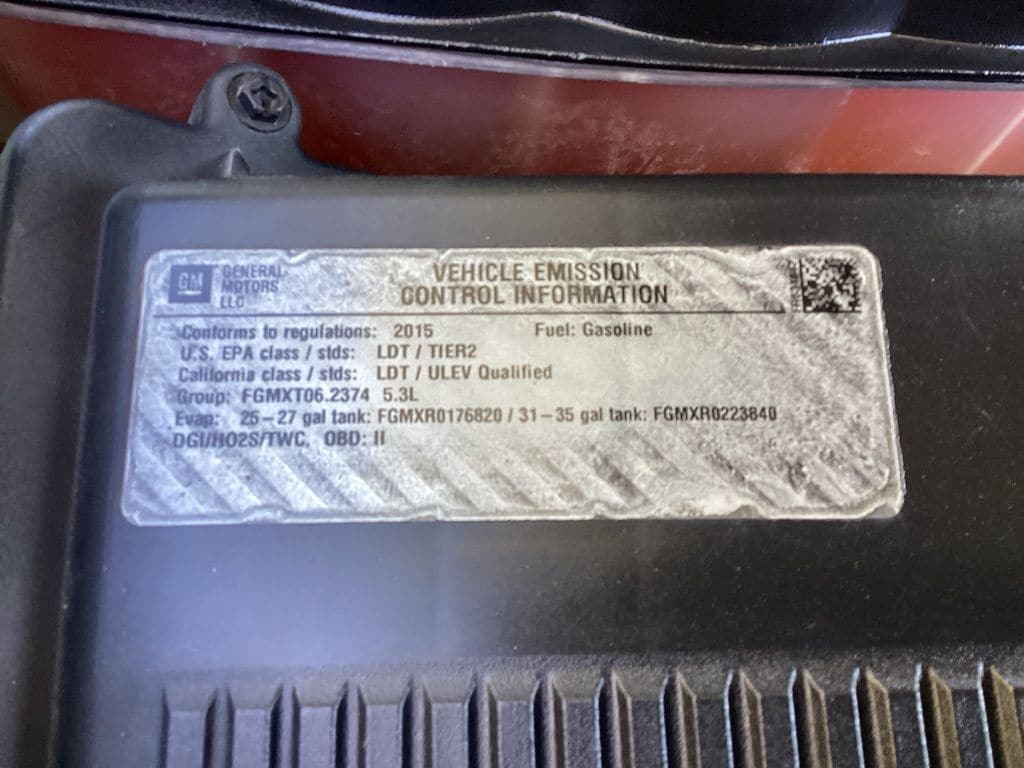 GM GENERAL MOTORS LLC
VEHICLE EMISSION
CONTROL INFORMATION
Conforms to regulations: 2015 Fuel: Gasoline
U.S. EPA class / stds: LDT / TIER2
California class / stds: LDT / ULEV Qualified
Group: FGMXT06.2374 5.3L
Evap: 25–27 gal tank: FGMXR0176820 / 31–35 gal tank: FGMXR0223840
DGI/HO2S/TWC, OBD: II